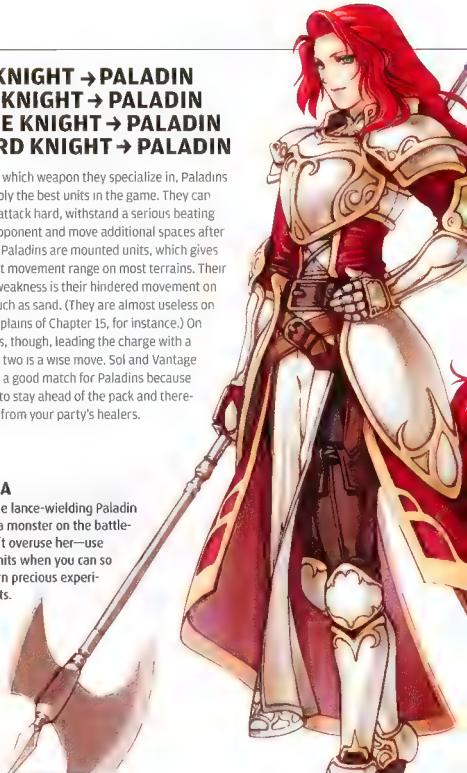 KNIGHT → PALADIN
KNIGHT → PALADIN
E KNIGHT → PALADIN
RD KNIGHT → PALADIN
which weapon they specialize in, Paladins
bly the best units in the game. They can
attack hard, withstand a serious beating
pponent and move additional spaces after
Paladins are mounted units, which gives
t movement range on most terrains. Their
weakness is their hindered movement on
uch as sand. (They are almost useless on
plains of Chapter 15, for instance.) On
s, though, leading the charge with a
two is a wise move. Sol and Vantage
a good match for Paladins because
to stay ahead of the pack and there-
from your party's healers.
A
e lance-wielding Paladin
a monster on the battle-
't overuse her—use
nits when you can so
rn precious experi-
ts.